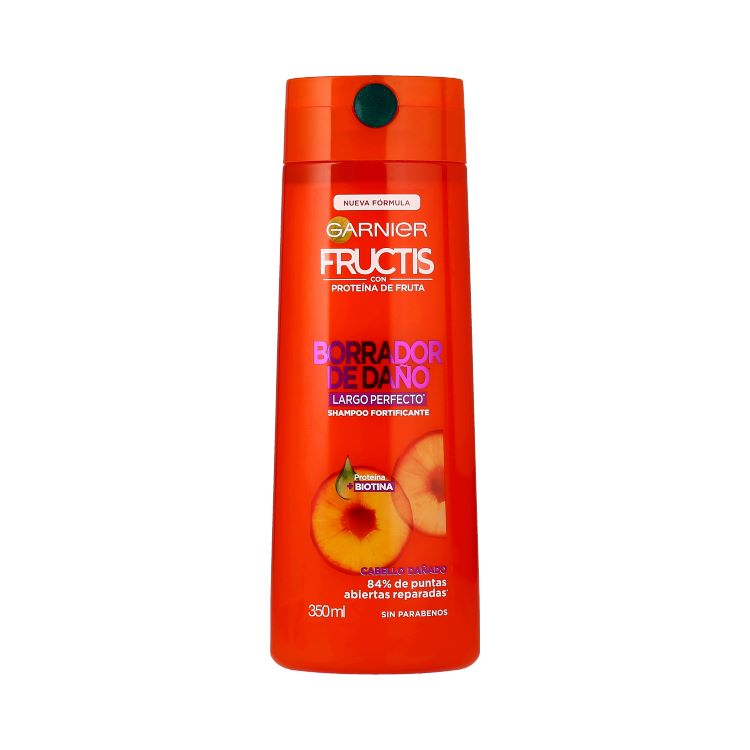 NUEVA FÓRMULA
GARNIER
FRUCTIS
CON
PROTEÍNA DE FRUTA
BORRADOR
DE DAÑO
LARGO PERFECTO*
SHAMPOO FORTIFICANTE
Proteína
+BIOTINA
CABELLO DAÑADO
84% de puntas
abiertas reparadas*
350ml
SIN PARABENOS